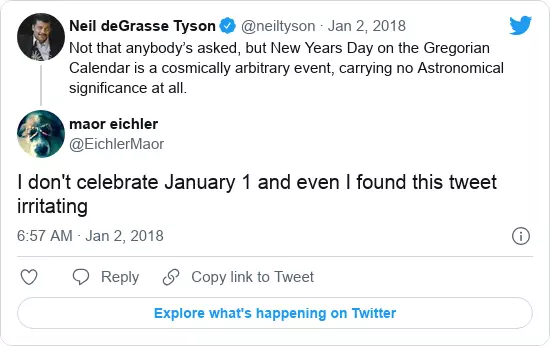 Neil deGrasse Tyson @neiltyson · Jan 2, 2018
Not that anybody’s asked, but New Years Day on the Gregorian
Calendar is a cosmically arbitrary event, carrying no Astronomical
significance at all.
maor eichler
@EichlerMaor
I don't celebrate January 1 and even I found this tweet
irritating
6:57 AM · Jan 2, 2018
Reply Copy link to Tweet
Explore what's happening on Twitter